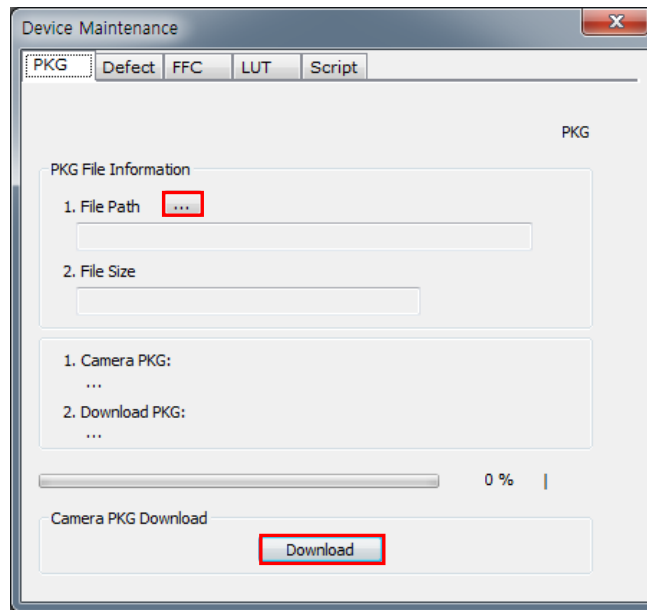 Device Maintenance
PKG Defect FFC LUT Script
PKG
PKG File Information
1. File Path ...
2. File Size
1. Camera PKG:
...
2. Download PKG:
...
0 %
Camera PKG Download
Download